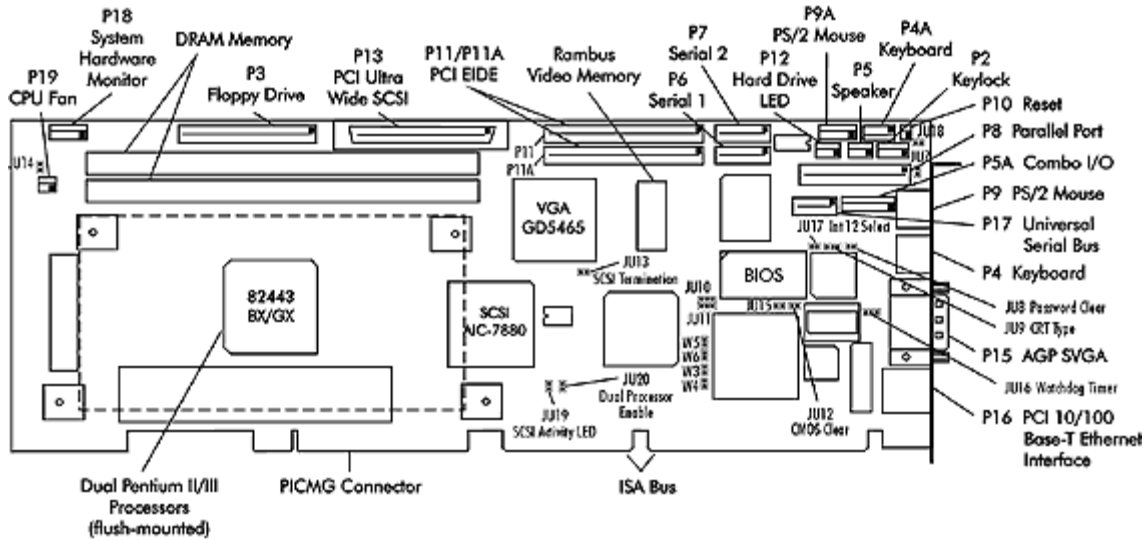 P18
System
Hardware
Monitor
DRAM Memory
P19
CPU Fan
P3
Floppy Drive
P13
PCI Ultra
Wide SCSI
P11/P11A
PCI EIDE
Rambus
Video Memory
P7
Serial 2
P6
Serial 1
P12
Hard Drive
LED
P9A
PS/2 Mouse
P5
Speaker
P4A
Keyboard
P2
Keylock
P10 Reset
JU18
P8 Parallel Port
JU7
P5A Combo I/O
P9 PS/2 Mouse
P17 Universal
Serial Bus
P4 Keyboard
JU8 Password Clear
JU9 CRT Type
P15 AGP SVGA
JU16 Watchdog Timer
P16 PCI 10/100
Base-T Ethernet
Interface
JU14
P11
P11A
VGA
GD5465
JU17 Int 12 Select
JU13
SCSI Termination
BIOS
82443
BX/GX
SCSI
AIC-7880
JU10
JU11
JU15
W5
W6
W3
W4
JU20
Dual Processor
Enable
JU19
SCSI Activity LED
JU12
CMOS Clear
Dual Pentium II/III
Processors
(flush-mounted)
PICMG Connector
ISA Bus